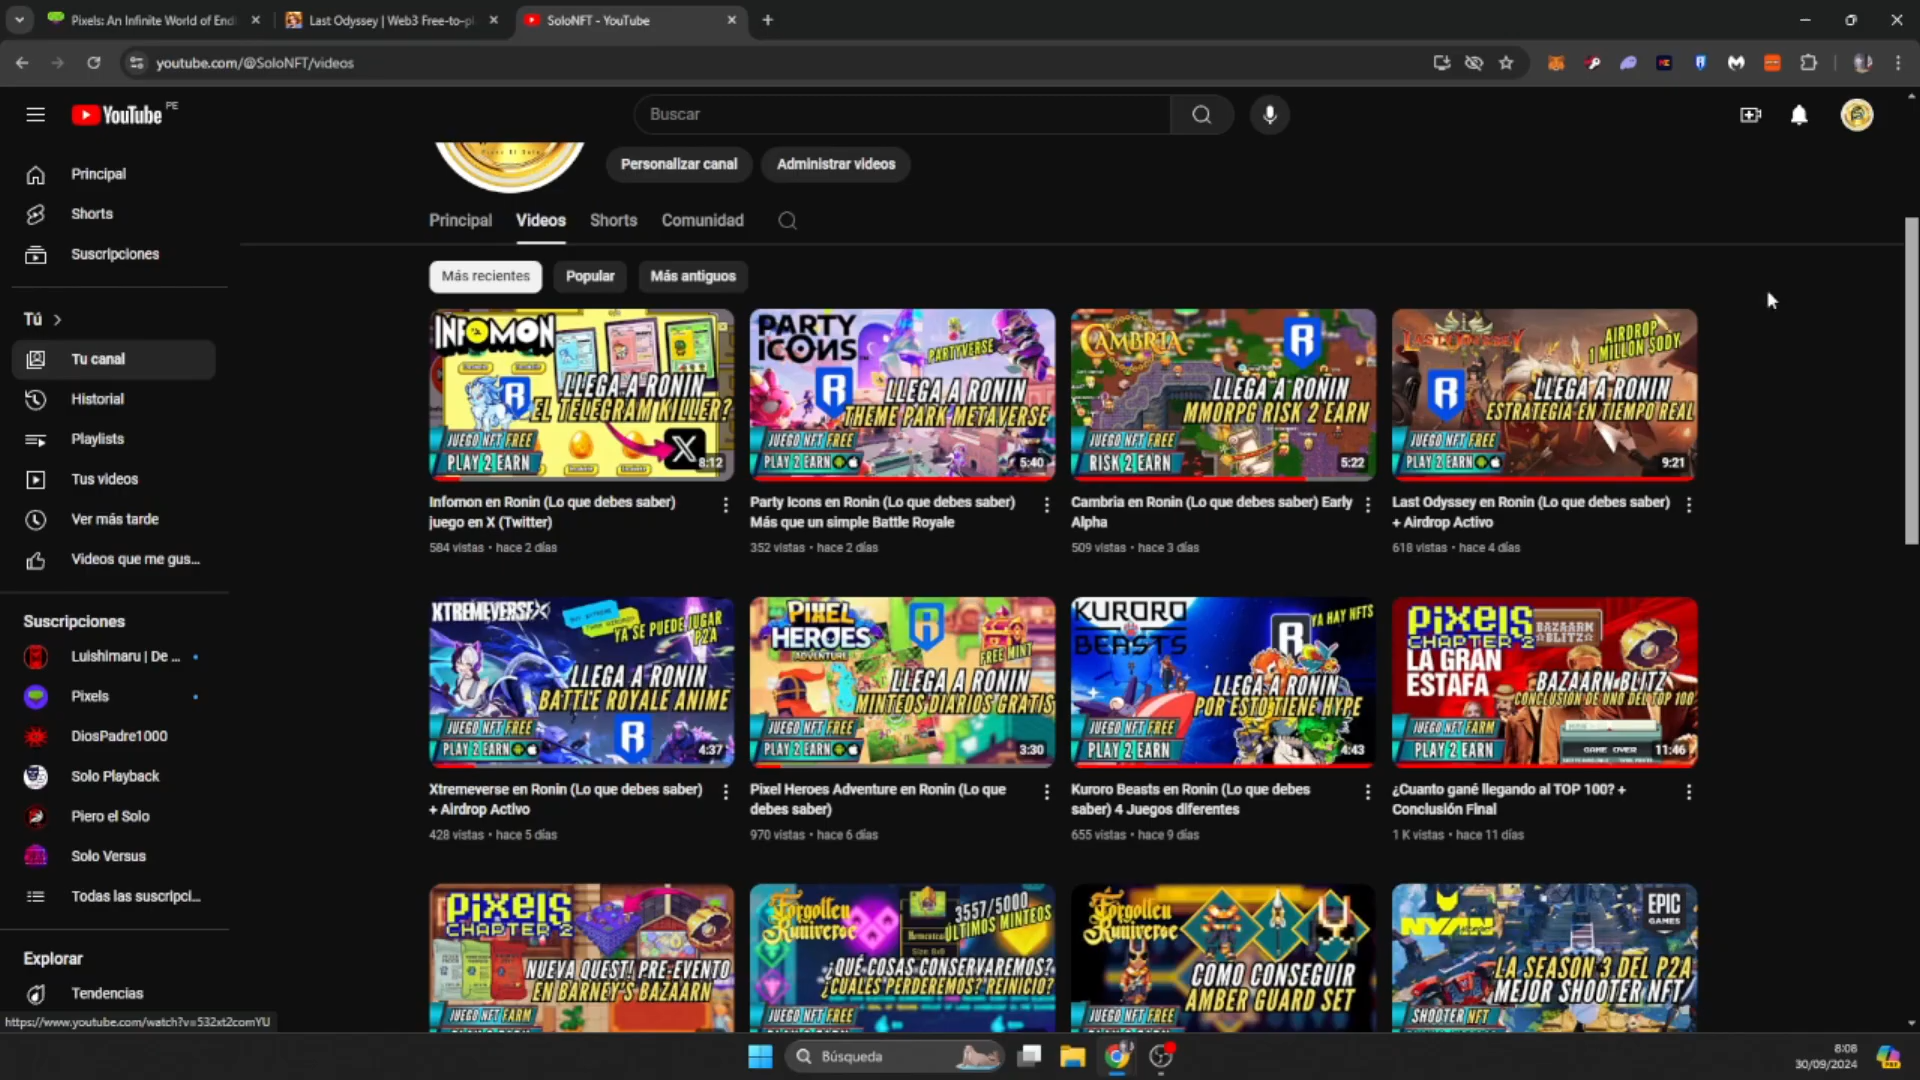 Pixels: An Infinite World of Endl
Last Odyssey | Web3 Free-to-pl
SoloNFT - YouTube
youtube.com/@SoloNFT/videos
YouTube PE
Buscar
Principal
Shorts
Suscripciones
Tú
Tu canal
Historial
Playlists
Tus videos
Ver más tarde
Videos que me gus...
Suscripciones
Luishimaru | De ...
Pixels
DiosPadre1000
Solo Playback
Piero el Solo
Solo Versus
Todas las suscripci...
Explorar
Tendencias
https://www.youtube.com/watch?v=532xt2comYU
Personalizar canal
Administrar videos
Principal
Videos
Shorts
Comunidad
Más recientes
Popular
Más antiguos
INFOMON
LLEGA A RONIN
EL TELEGRAM KILLER?
JUEGO NFT FREE
PLAY 2 EARN
8:12
Infomon en Ronin (Lo que debes saber)
juego en X (Twitter)
584 vistas • hace 2 días
PARTY
ICONS
PARTYVERSE
LLEGA A RONIN
THEME PARK METAVERSE
JUEGO NFT FREE
PLAY 2 EARN
5:40
Party Icons en Ronin (Lo que debes saber)
Más que un simple Battle Royale
352 vistas • hace 2 días
CAMBRIA
LLEGA A RONIN
MMORPG RISK 2 EARN
JUEGO NFT FREE
RISK 2 EARN
5:22
Cambria en Ronin (Lo que debes saber) Early
Alpha
509 vistas • hace 3 días
LAST ODYSSEY
AIRDROP
1 MILLON $ODY
LLEGA A RONIN
ESTRATEGIA EN TIEMPO REAL
JUEGO NFT FREE
PLAY 2 EARN
9:21
Last Odyssey en Ronin (Lo que debes saber)
+ Airdrop Activo
618 vistas • hace 4 días
XTREMEVERSE
YA SE PUEDE JUGAR
P2A
LLEGA A RONIN
BATTLE ROYALE ANIME
JUEGO NFT FREE
PLAY 2 EARN
4:37
Xtremeverse en Ronin (Lo que debes saber)
+ Airdrop Activo
428 vistas • hace 5 días
PIXEL
HEROES
ADVENTURE
FREE MINT
LLEGA A RONIN
MINTEOS DIARIOS GRATIS
JUEGO NFT FREE
PLAY 2 EARN
3:30
Pixel Heroes Adventure en Ronin (Lo que
debes saber)
970 vistas • hace 6 días
KURORO
BEASTS
YA HAY NFTS
LLEGA A RONIN
POR ESTO TIENE HYPE
JUEGO NFT FREE
PLAY 2 EARN
4:43
Kuroro Beasts en Ronin (Lo que debes
saber) 4 Juegos diferentes
655 vistas • hace 9 días
PIXELS
CHAPTER 2
BAZAARN
BLITZ
LA GRAN
ESTAFA
BAZAARN BLITZ
CONCLUSIÓN DE UNO DEL TOP 100
JUEGO NFT FARM
PLAY 2 EARN
GAME OVER
11:46
¿Cuanto gané llegando al TOP 100? +
Conclusión Final
1 K vistas • hace 11 días
PIXELS
CHAPTER 2
NUEVA QUEST! PRE-EVENTO
EN BARNEY'S BAZAARN
JUEGO NFT FARM
Forgotten
Runiverse
3557/5000
ÚLTIMOS MINTEOS
¿QUÉ COSAS CONSERVAREMOS?
¿CUALES PERDEREMOS? REINICIO?
JUEGO NFT FREE
Forgotten
Runiverse
COMO CONSEGUIR
AMBER GUARD SET
JUEGO NFT FREE
NYAN
EPIC
GAMES
LA SEASON 3 DEL P2A
MEJOR SHOOTER NFT
SHOOTER NFT
Búsqueda
8:08
30/09/2024